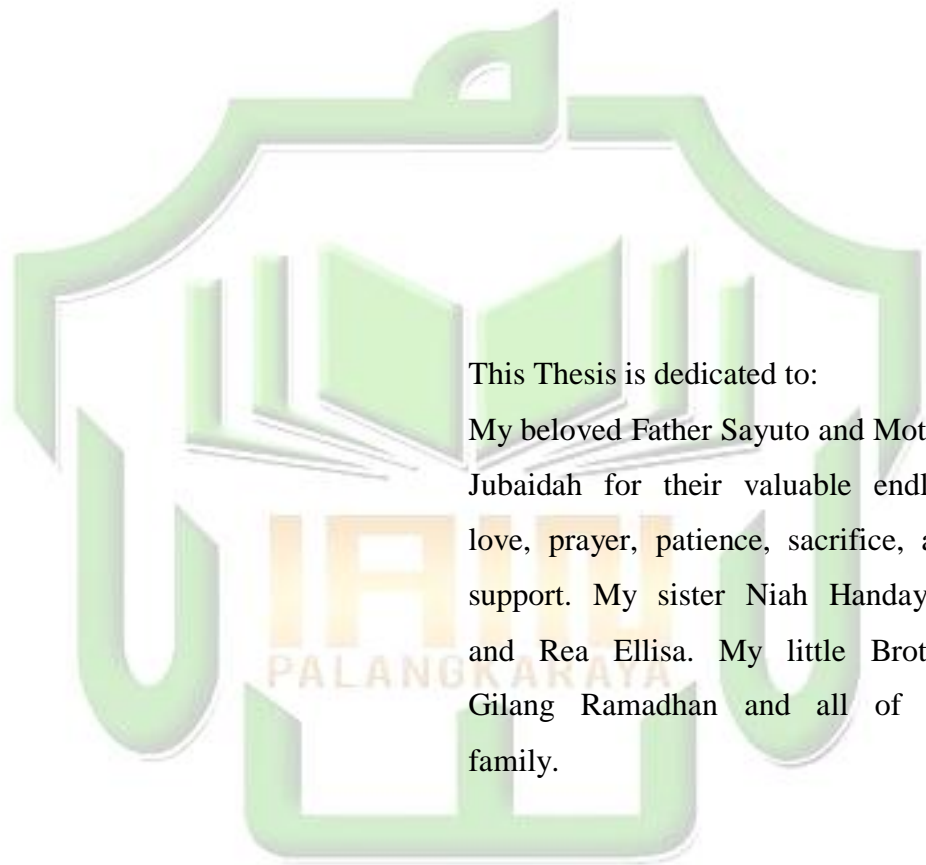 This Thesis is dedicated to:
My beloved Father Sayuto and Mot
Jubaidah for their valuable endl
love, prayer, patience, sacrifice, a
support. My sister Niah Handay
and Rea Ellisa. My little Brot
Gilang Ramadhan and all of
family.
IAIN
PALANGKARAYA